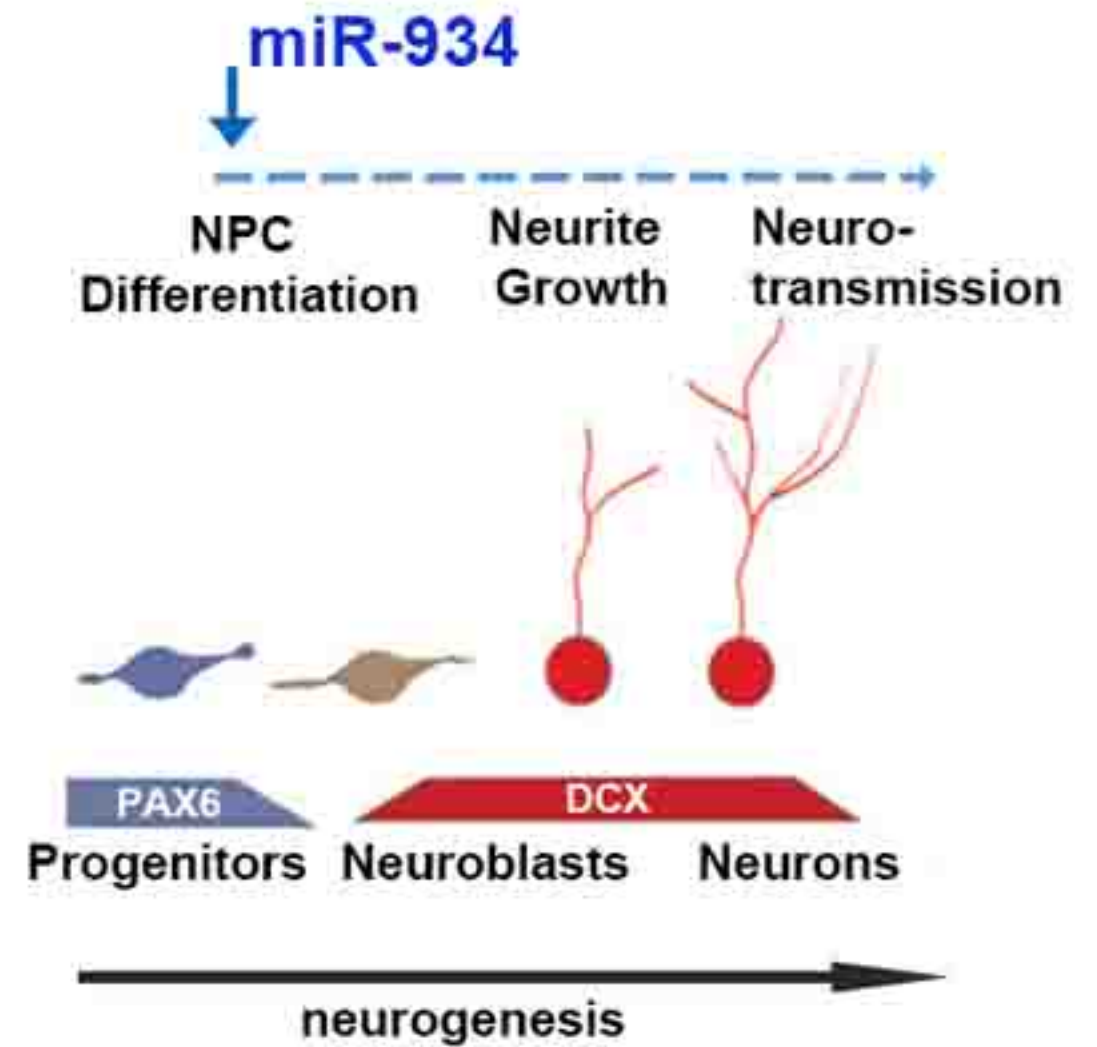 miR-934
NPC
Differentiation
Neurite
Growth
Neuro-
transmission
PAX6
DCX
Progenitors
Neuroblasts
Neurons
neurogenesis